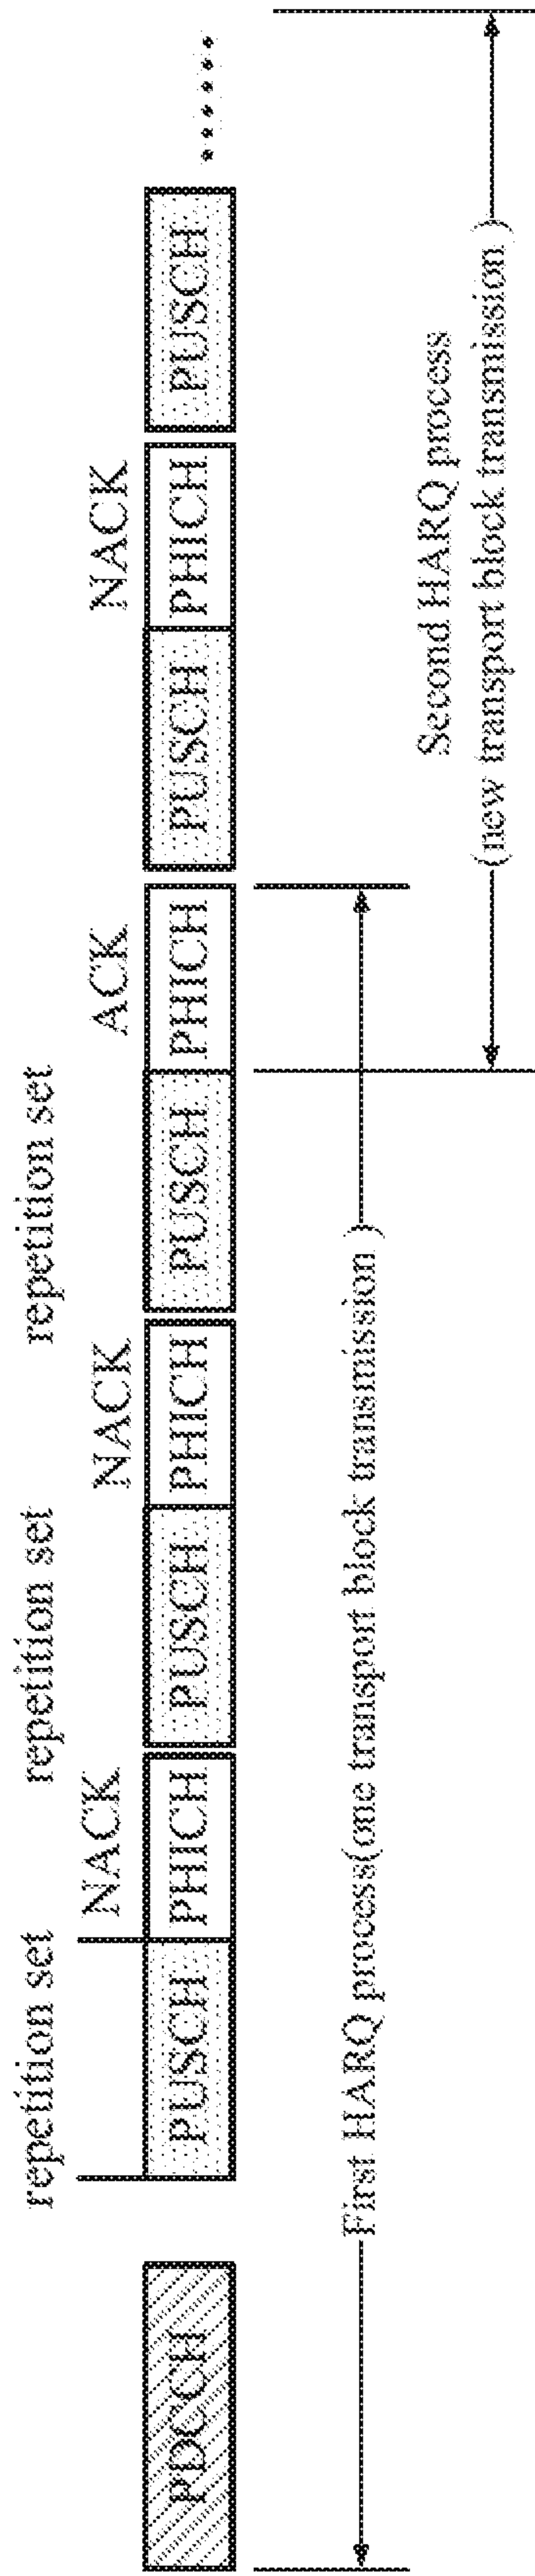 repetition set
repetition set
repetition set
NACK
NACK
ACK
NACK
PDCCH
PUSCH
PHICH
PUSCH
PHICH
PUSCH
PHICH
PUSCH
PHICH
PUSCH
First HARQ process(one transport block transmission )
Second HARQ process
(new transport block transmission )